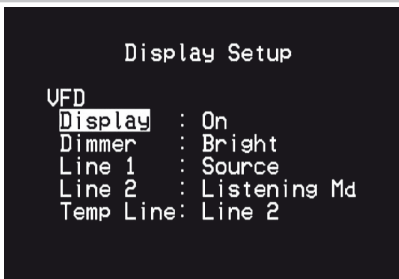 Display Setup
VFD
Display : On
Dimmer : Bright
Line 1 : Source
Line 2 : Listening Md
Temp Line: Line 2